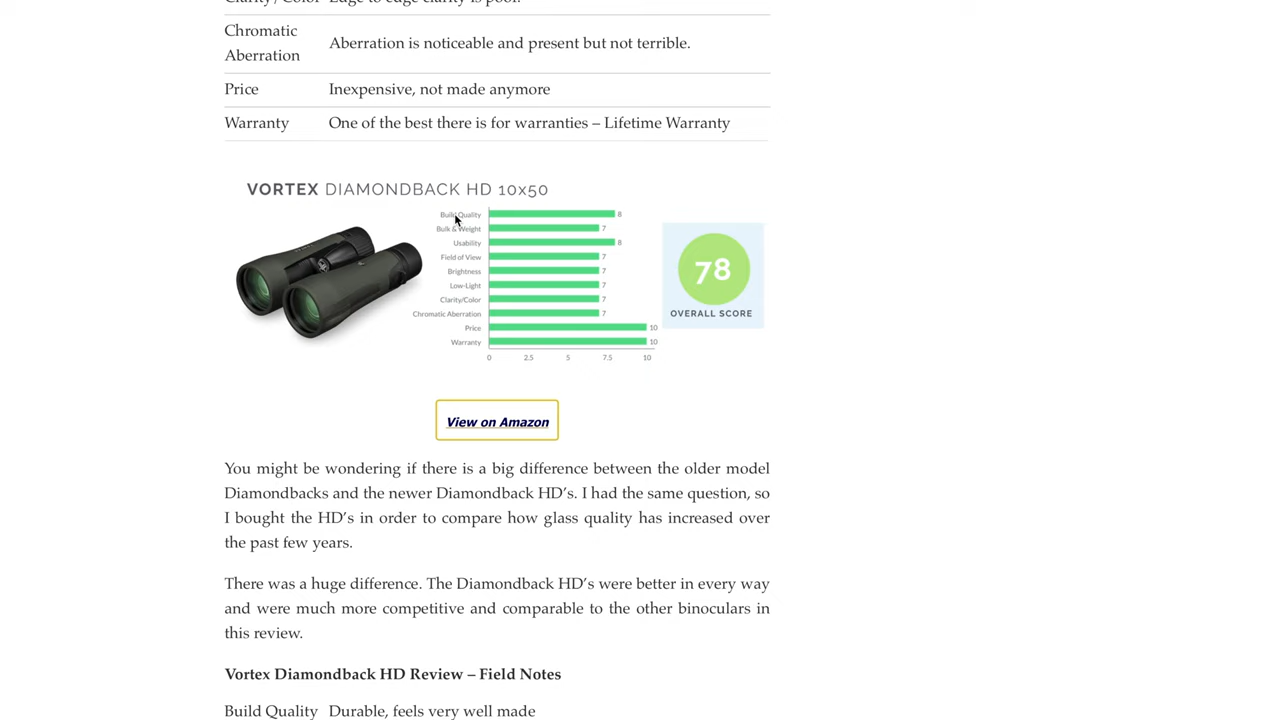 Clarity/Color Edge to edge clarity is poor.
Chromatic Aberration
Aberration is noticeable and present but not terrible.
Price Inexpensive, not made anymore
Warranty One of the best there is for warranties – Lifetime Warranty
VORTEX DIAMONDBACK HD 10x50
Build Quality 8
Bulk & Weight 7
Usability 8
Field of View 7
Brightness 7
Low-Light 7
Clarity/Color 7
Chromatic Aberration 7
Price 10
Warranty 10
0 2.5 5 7.5 10
78
OVERALL SCORE
View on Amazon
You might be wondering if there is a big difference between the older model
Diamondbacks and the newer Diamondback HD's. I had the same question, so
I bought the HD's in order to compare how glass quality has increased over
the past few years.
There was a huge difference. The Diamondback HD's were better in every way
and were much more competitive and comparable to the other binoculars in
this review.
Vortex Diamondback HD Review – Field Notes
Build Quality Durable, feels very well made